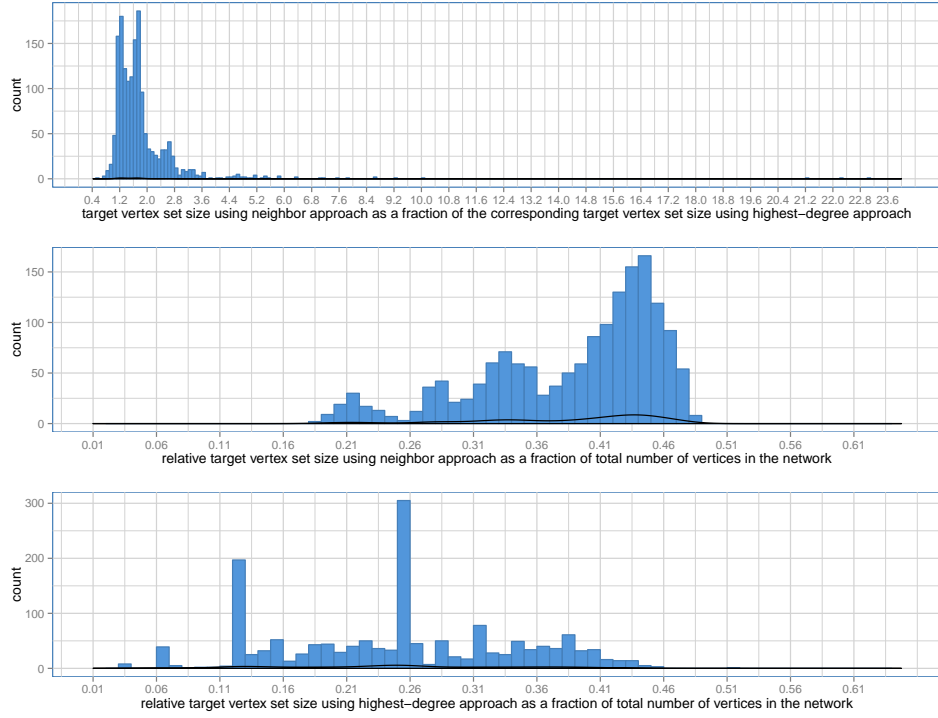 count
150
100
50
0
0.4 1.2 2.0 2.8 3.6 4.4 5.2 6.0 6.8 7.6 8.4 9.2 10.0 10.8 11.6 12.4 13.2 14.0 14.8 15.6 16.4 17.2 18.0 18.8 19.6 20.4 21.2 22.0 22.8 23.6
target vertex set size using neighbor approach as a fraction of the corresponding target vertex set size using highest−degree approach
count
150
100
50
0
0.01 0.06 0.11 0.16 0.21 0.26 0.31 0.36 0.41 0.46 0.51 0.56 0.61
relative target vertex set size using neighbor approach as a fraction of total number of vertices in the network
count
300
200
100
0
0.01 0.06 0.11 0.16 0.21 0.26 0.31 0.36 0.41 0.46 0.51 0.56 0.61
relative target vertex set size using highest−degree approach as a fraction of total number of vertices in the network